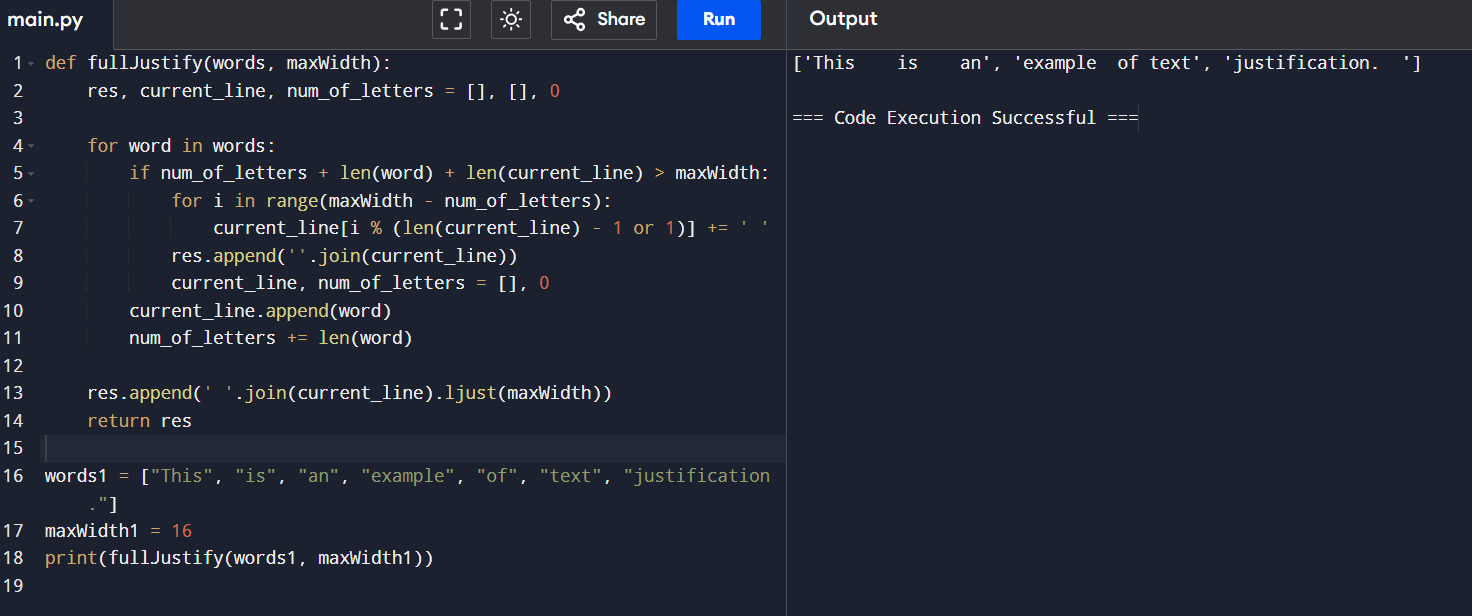 main.py
Share
Run
Output
1 def fullJustify(words, maxWidth):
2     res, current_line, num_of_letters = [], [], 0
3
4     for word in words:
5         if num_of_letters + len(word) + len(current_line) > maxWidth:
6             for i in range(maxWidth - num_of_letters):
7                 current_line[i % (len(current_line) - 1 or 1)] += ' '
8             res.append(''.join(current_line))
9             current_line, num_of_letters = [], 0
10         current_line.append(word)
11         num_of_letters += len(word)
12
13     res.append(' '.join(current_line).ljust(maxWidth))
14     return res
15
16 words1 = ["This", "is", "an", "example", "of", "text", "justification
."]
17 maxWidth1 = 16
18 print(fullJustify(words1, maxWidth1))
19
['This    is    an', 'example  of text', 'justification.  ']
=== Code Execution Successful ===